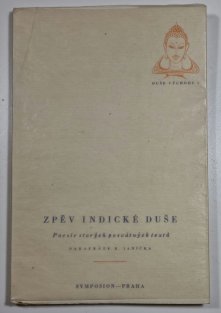 DUŠE VÝCHODU I
ZPĚV INDICKÉ DUŠE
Poesie starých posvátných textů
SYMPOSION—PRAHA